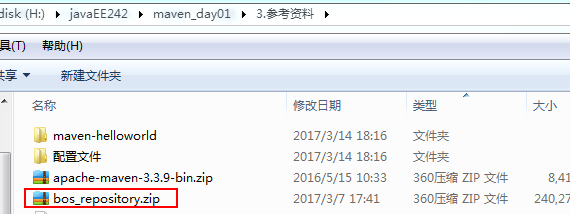 disk (H:) ▸ javaEE242 ▸ maven_day01 ▸ 3.参考资料
具(T) 帮助(H)
共享 ▼ 新建文件夹
名称 修改日期 类型 大小
maven-helloworld 2017/3/14 18:16 文件夹
配置文件 2017/3/14 18:16 文件夹
apache-maven-3.3.9-bin.zip 2016/5/15 10:33 360压缩 ZIP 文件 8,41
bos_repository.zip 2017/3/7 17:41 360压缩 ZIP 文件 240,27